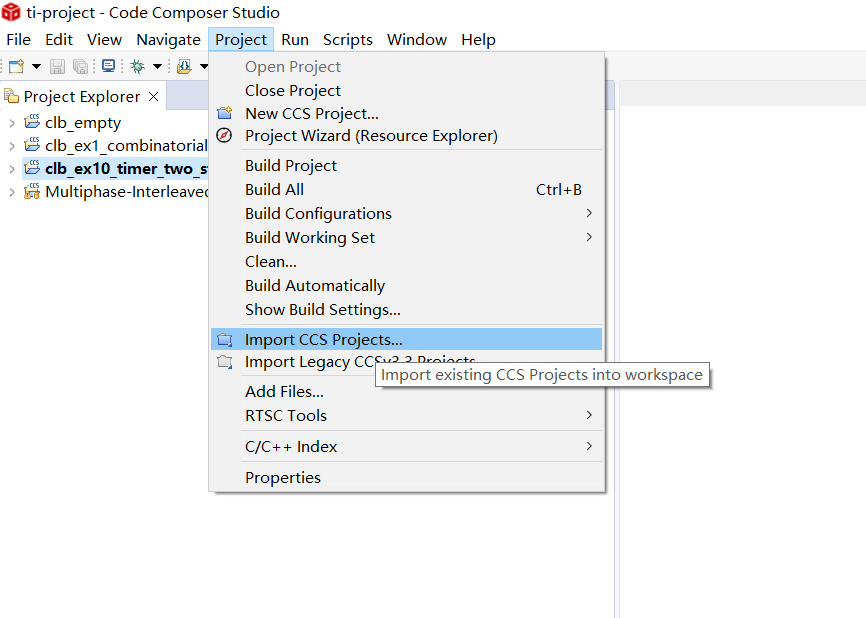 ti-project - Code Composer Studio
File Edit View Navigate Project Run Scripts Window Help
Project Explorer
clb_empty
clb_ex1_combinatorial
clb_ex10_timer_two_s
Multiphase-Interleaved
Open Project
Close Project
New CCS Project...
Project Wizard (Resource Explorer)
Build Project
Build All Ctrl+B
Build Configurations
Build Working Set
Clean...
Build Automatically
Show Build Settings...
Import CCS Projects...
Import Legacy CCSv3.3 Projects...
Import existing CCS Projects into workspace
Add Files...
RTSC Tools
C/C++ Index
Properties